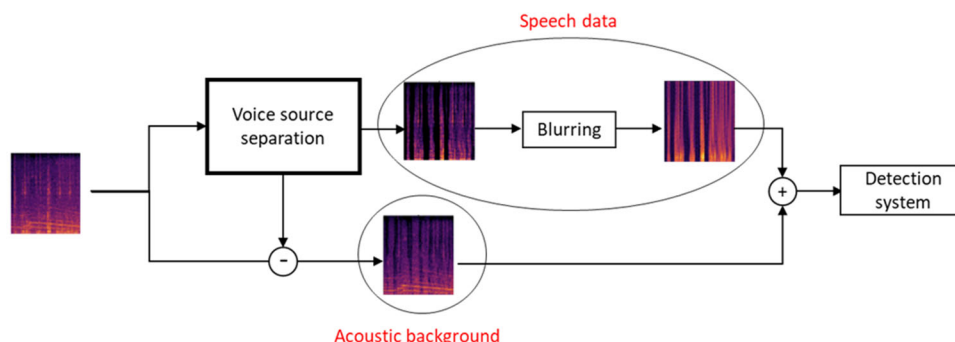 Speech data
Voice source
separation
Blurring
+
Detection
system
-
Acoustic background